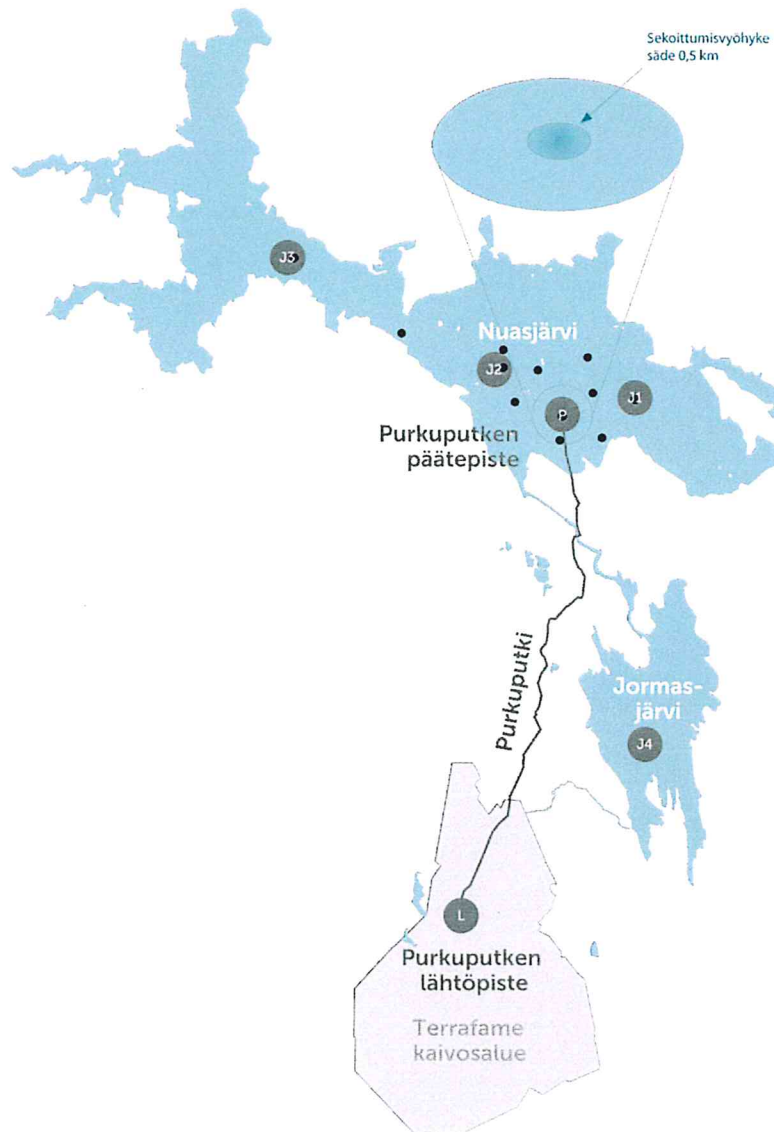 Sekoittumisvyöhyke
säde 0,5 km
J3
Nuasjärvi
J2
J1
P
Purkuputken
päätepiste
Purkuputki
Jormas-
järvi
J4
L
Purkuputken
lähtöpiste
Terrafame
kaivosalue